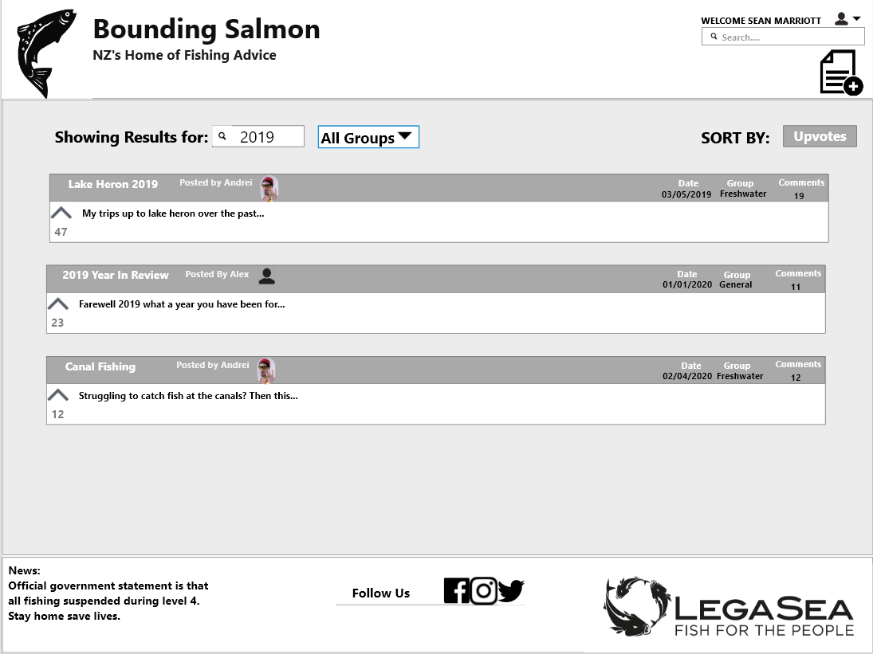 Bounding Salmon
NZ's Home of Fishing Advice
WELCOME SEAN MARRIOTT
Search....
Showing Results for: 2019 All Groups SORT BY: Upvotes
Lake Heron 2019 Posted by Andrei Date Group Comments
03/05/2019 Freshwater 19
My trips up to lake heron over the past...
47
2019 Year In Review Posted By Alex Date Group Comments
01/01/2020 General 11
Farewell 2019 what a year you have been for...
23
Canal Fishing Posted by Andrei Date Group Comments
02/04/2020 Freshwater 12
Struggling to catch fish at the canals? Then this...
12
News:
Official government statement is that
all fishing suspended during level 4.
Stay home save lives.
Follow Us
LEGASEA
FISH FOR THE PEOPLE